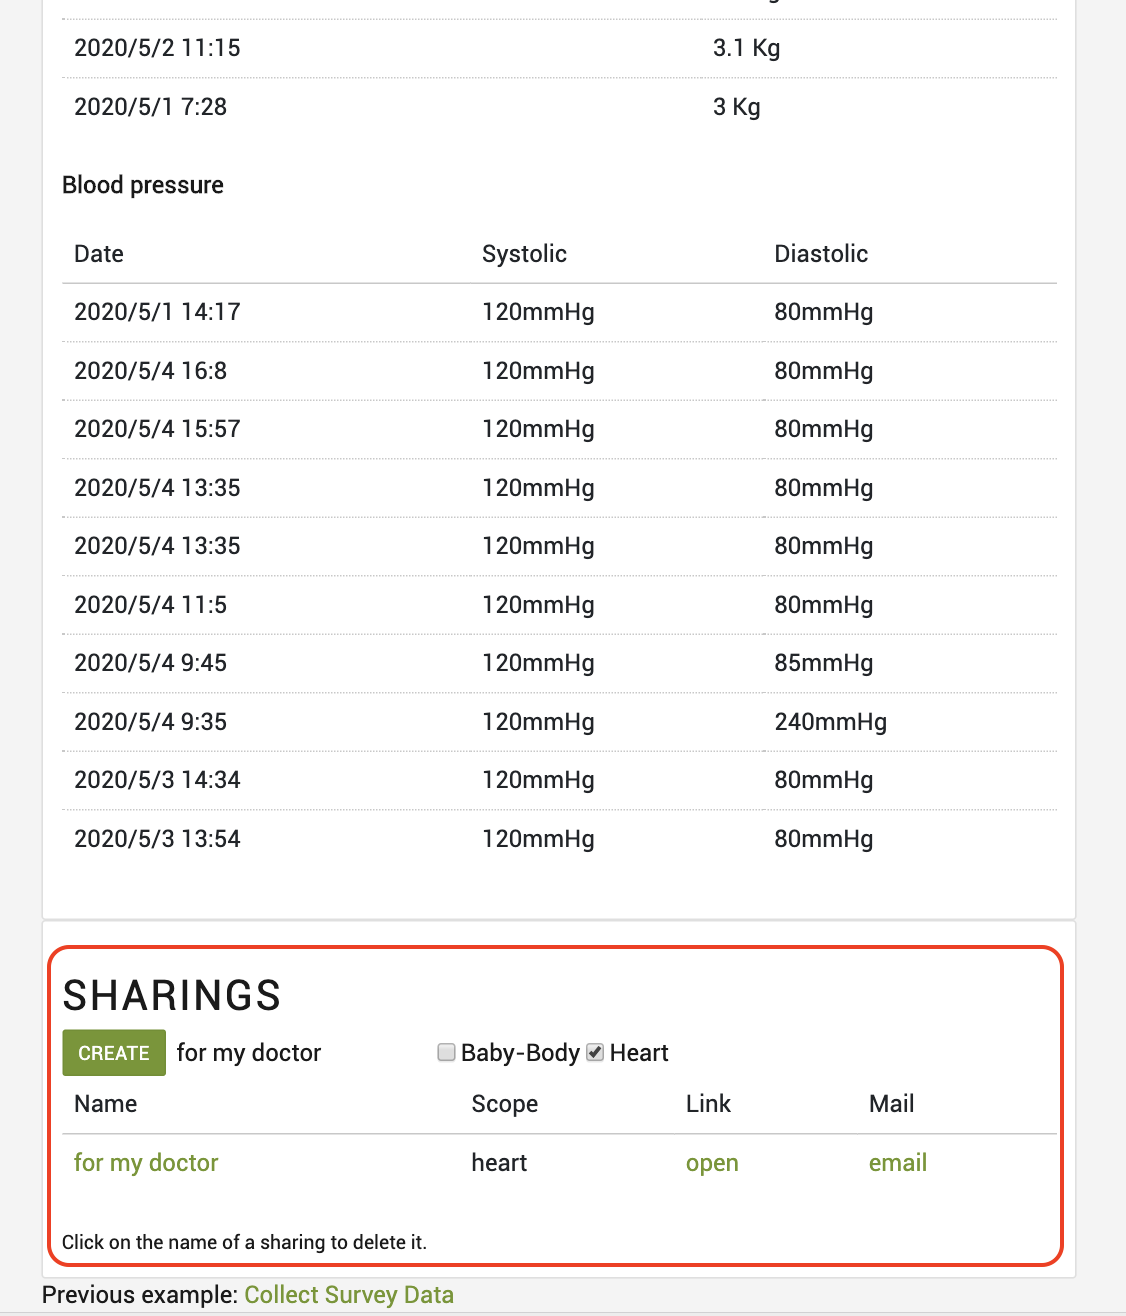 2020/5/2 11:15 3.1 Kg
2020/5/1 7:28 3 Kg
Blood pressure
Date Systolic Diastolic
2020/5/1 14:17 120mmHg 80mmHg
2020/5/4 16:8 120mmHg 80mmHg
2020/5/4 15:57 120mmHg 80mmHg
2020/5/4 13:35 120mmHg 80mmHg
2020/5/4 13:35 120mmHg 80mmHg
2020/5/4 11:5 120mmHg 80mmHg
2020/5/4 9:45 120mmHg 85mmHg
2020/5/4 9:35 120mmHg 240mmHg
2020/5/3 14:34 120mmHg 80mmHg
2020/5/3 13:54 120mmHg 80mmHg
SHARINGS
CREATE for my doctor Baby-Body Heart
Name Scope Link Mail
for my doctor heart open email
Click on the name of a sharing to delete it.
Previous example: Collect Survey Data